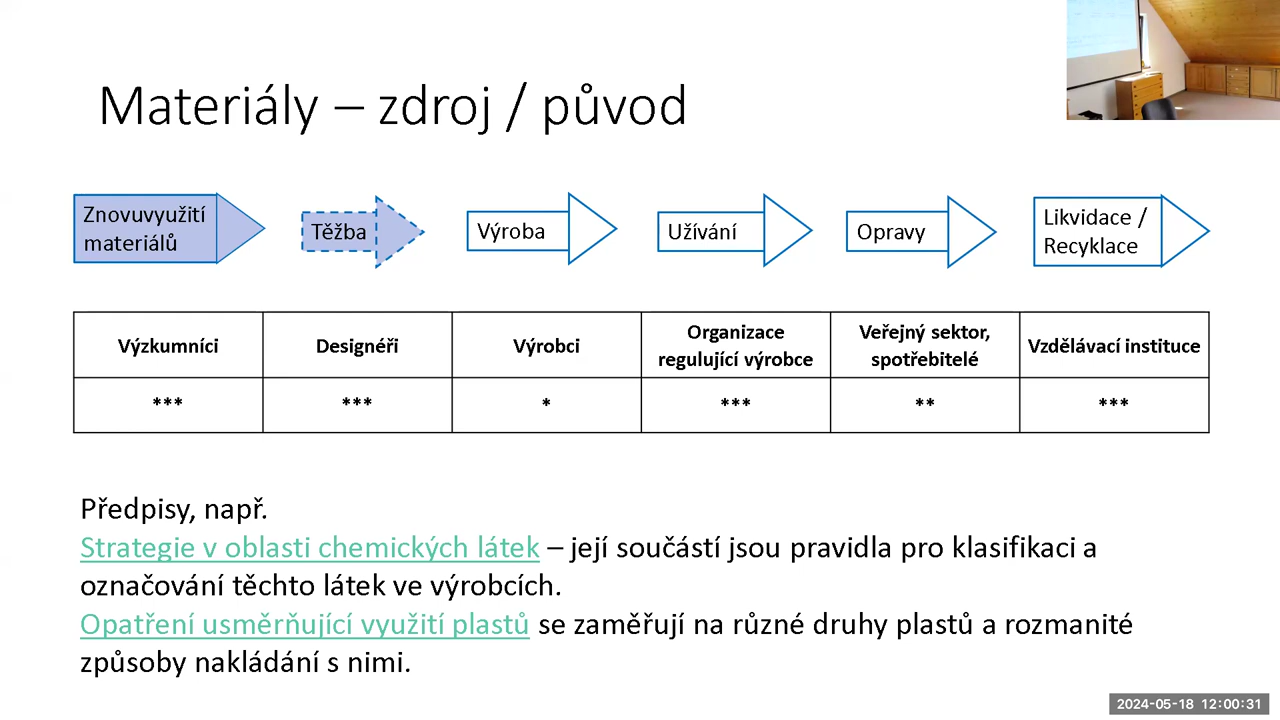 Materiály – zdroj / původ
Znovuvyužití
materiálů
Těžba
Výroba
Užívání
Opravy
Likvidace /
Recyklace
Výzkumníci
Designéři
Výrobci
Organizace
regulující výrobce
Veřejný sektor,
spotřebitelé
Vzdělávací instituce
***
***
*
***
**
***
Předpisy, např.
Strategie v oblasti chemických látek – její součástí jsou pravidla pro klasifikaci a
označování těchto látek ve výrobcích.
Opatření usměrňující využití plastů se zaměřují na různé druhy plastů a rozmanité
způsoby nakládání s nimi.
2024-05-18 12:00:31